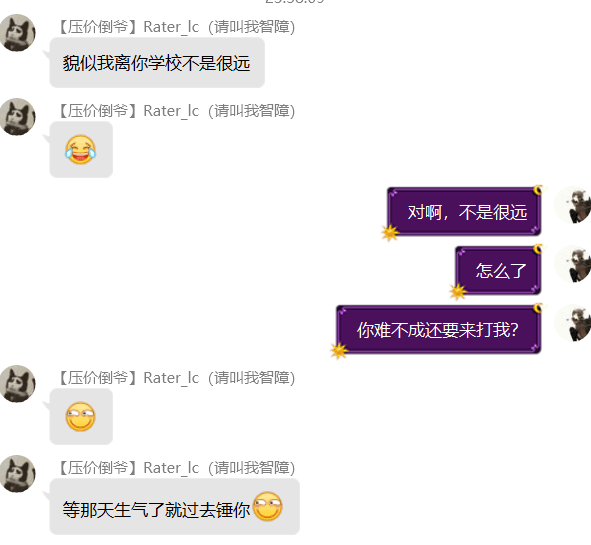 【压价倒爷】Rater_lc（请叫我智障）
貌似我离你学校不是很远
【压价倒爷】Rater_lc（请叫我智障）
对啊，不是很远
怎么了
你难不成还要来打我？
【压价倒爷】Rater_lc（请叫我智障）
【压价倒爷】Rater_lc（请叫我智障）
等那天生气了就过去锤你